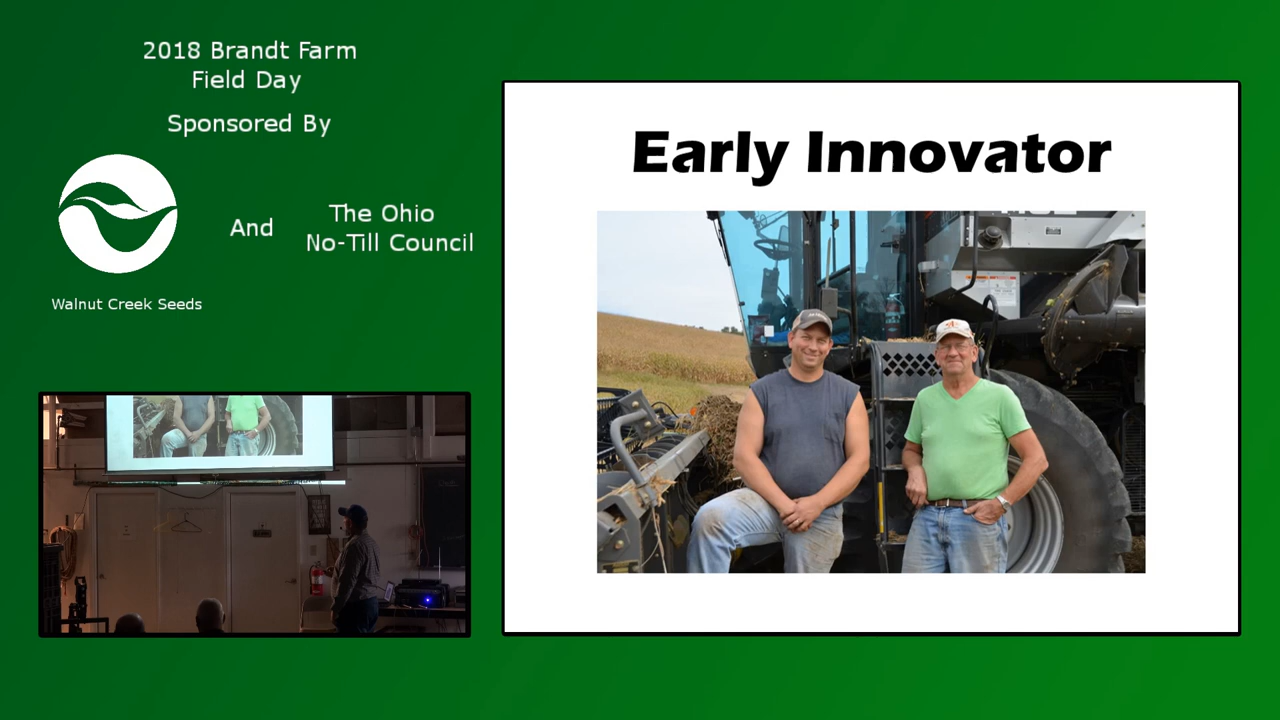 2018 Brandt Farm
Field Day
Sponsored By
And
The Ohio
No-Till Council
Walnut Creek Seeds
Early Innovator